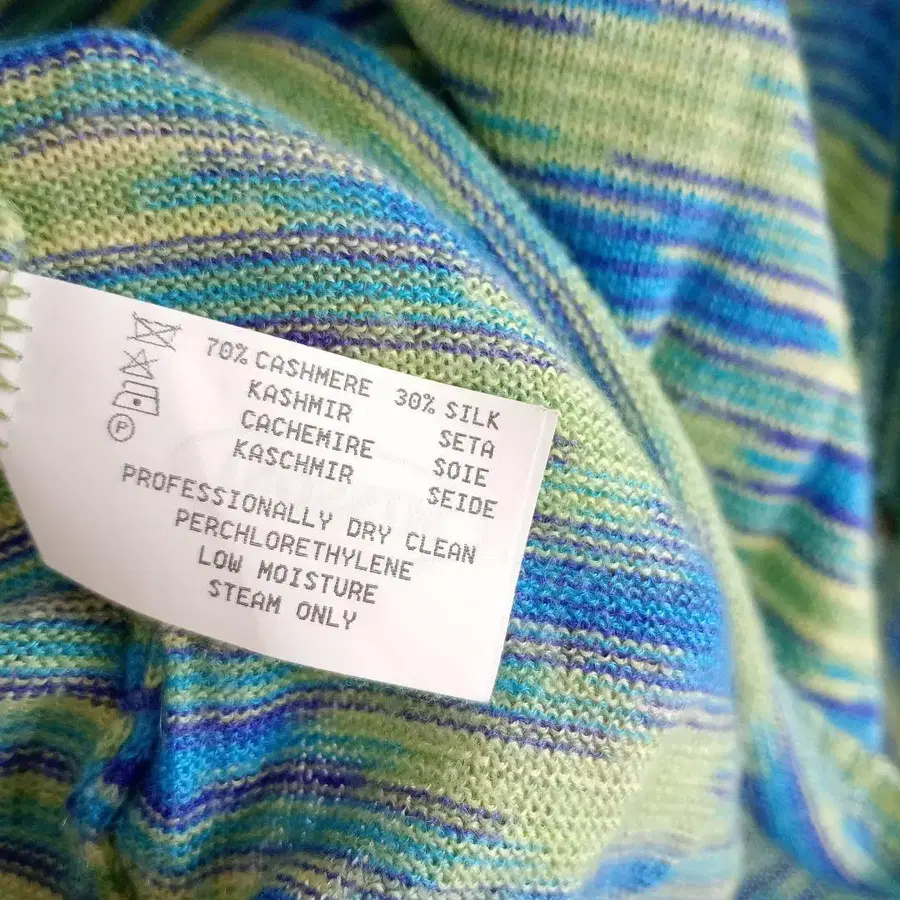 70% CASHMERE 30% SILK
KASHMIR SETA
CACHEMIRE SOIE
KASCHMIR SEIDE
P
PROFESSIONALLY DRY CLEAN
PERCHLORETHYLENE
LOW MOISTURE
STEAM ONLY